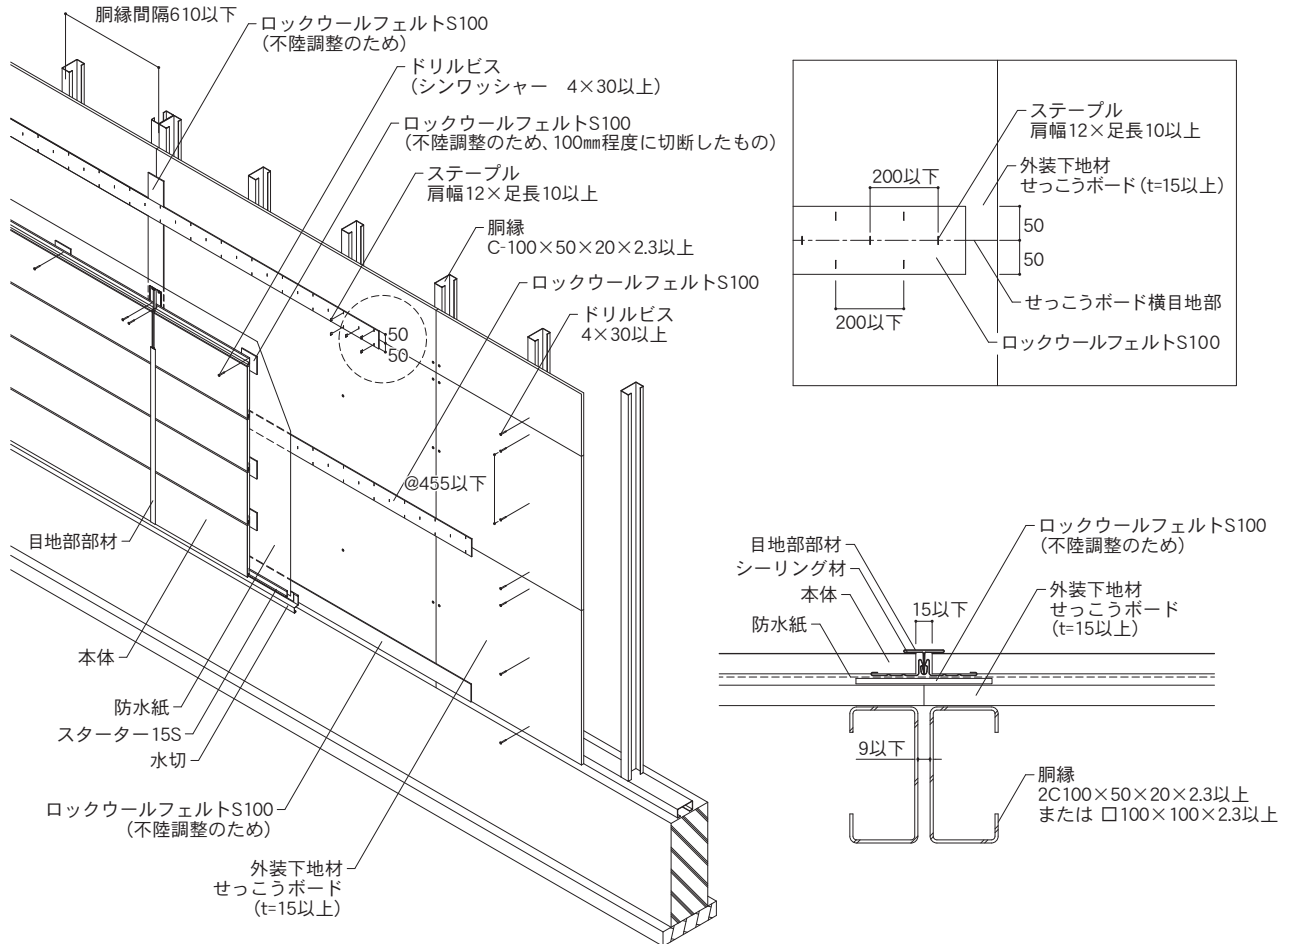 胴縁間隔610以下
ロックウールフェルトS100
(不陸調整のため)
ドリルビス
(シンワッシャー　4×30以上)
ロックウールフェルトS100
(不陸調整のため、100㎜程度に切断したもの)
ステープル
肩幅12×足長10以上
胴縁
C-100×50×20×2.3以上
ロックウールフェルトS100
ドリルビス
4×30以上
50
50
@455以下
目地部部材
本体
防水紙
スターター15S
水切
ロックウールフェルトS100
(不陸調整のため)
外装下地材
せっこうボード
(t=15以上)
ステープル
肩幅12×足長10以上
200以下
外装下地材
せっこうボード(t=15以上)
50
50
せっこうボード横目地部
200以下
ロックウールフェルトS100
ロックウールフェルトS100
(不陸調整のため)
目地部部材
シーリング材
本体
15以下
防水紙
外装下地材
せっこうボード
(t=15以上)
9以下
胴縁
2C100×50×20×2.3以上
または □100×100×2.3以上